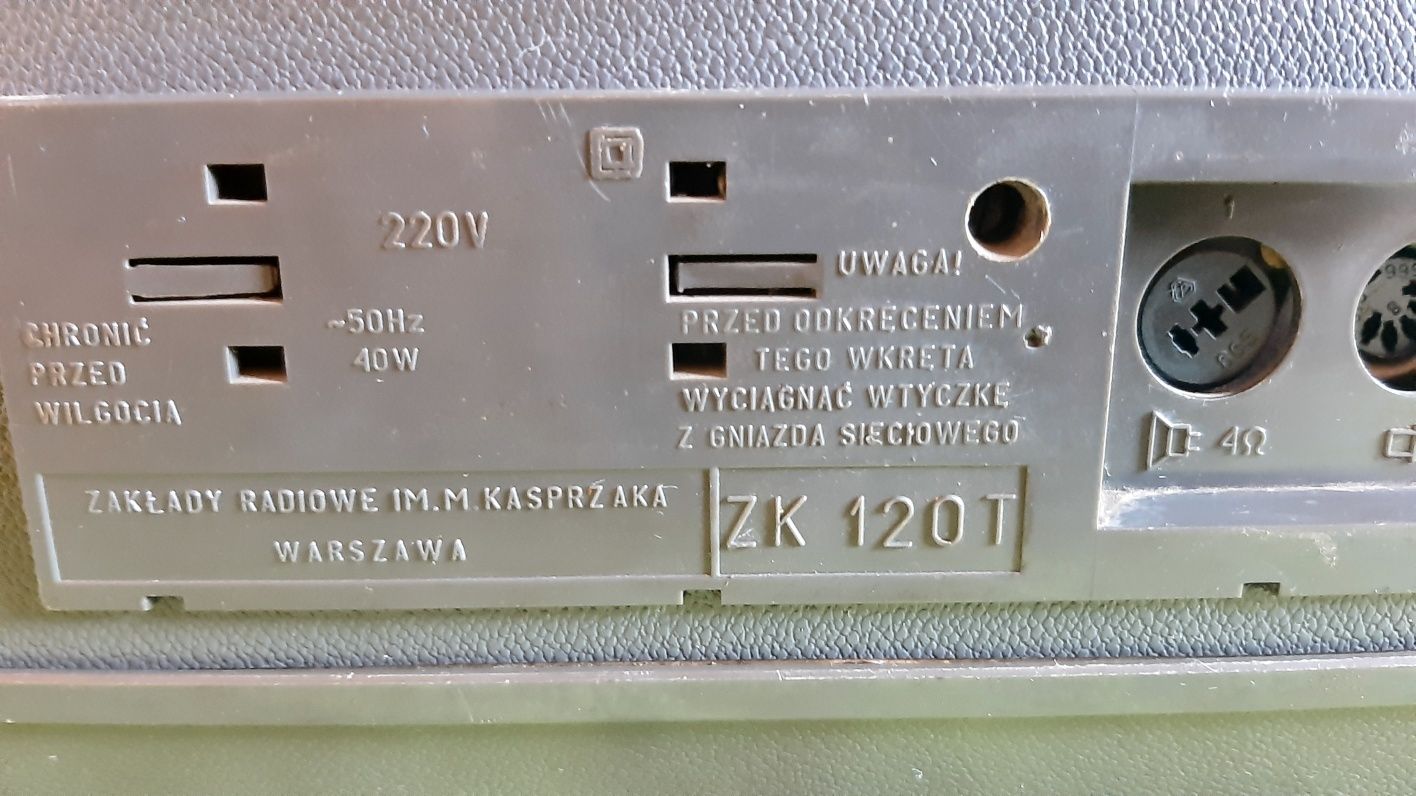 220V
~50Hz
40W
CHRONIĆ
PRZED
WILGOCIĄ
UWAGA!
PRZED ODKRĘCENIEM
TEGO WKRĘTA
WYCIĄGNĄĆ WTYCZKĘ
Z GNIAZDA SIECIOWEGO
ZAKŁADY RADIOWE IM. M. KASPRZAKA
WARSZAWA
ZK 120T
1
4Ω